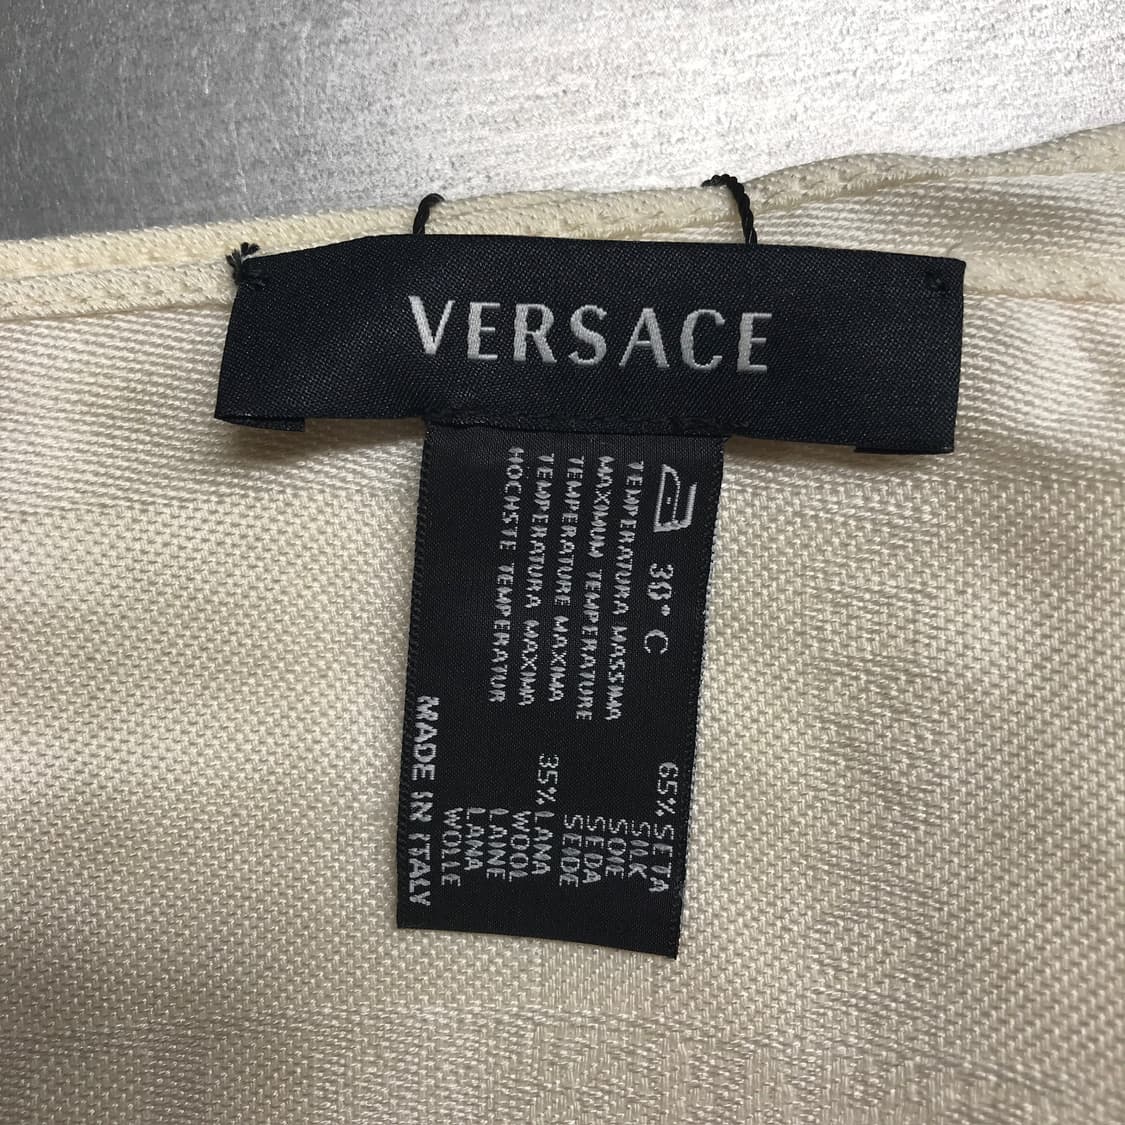 VERSACE
30° C
TEMPERATURA MASSIMA
MAXIMUM TEMPERATURE
TEMPERATURE MAXIMA
TEMPERATURA MAXIMA
HOCHSTE TEMPERATUR
65% SETA
SILK
SOIE
SEDA
SEIDE
35% LANA
WOOL
LAINE
LANA
WOLLE
MADE IN ITALY